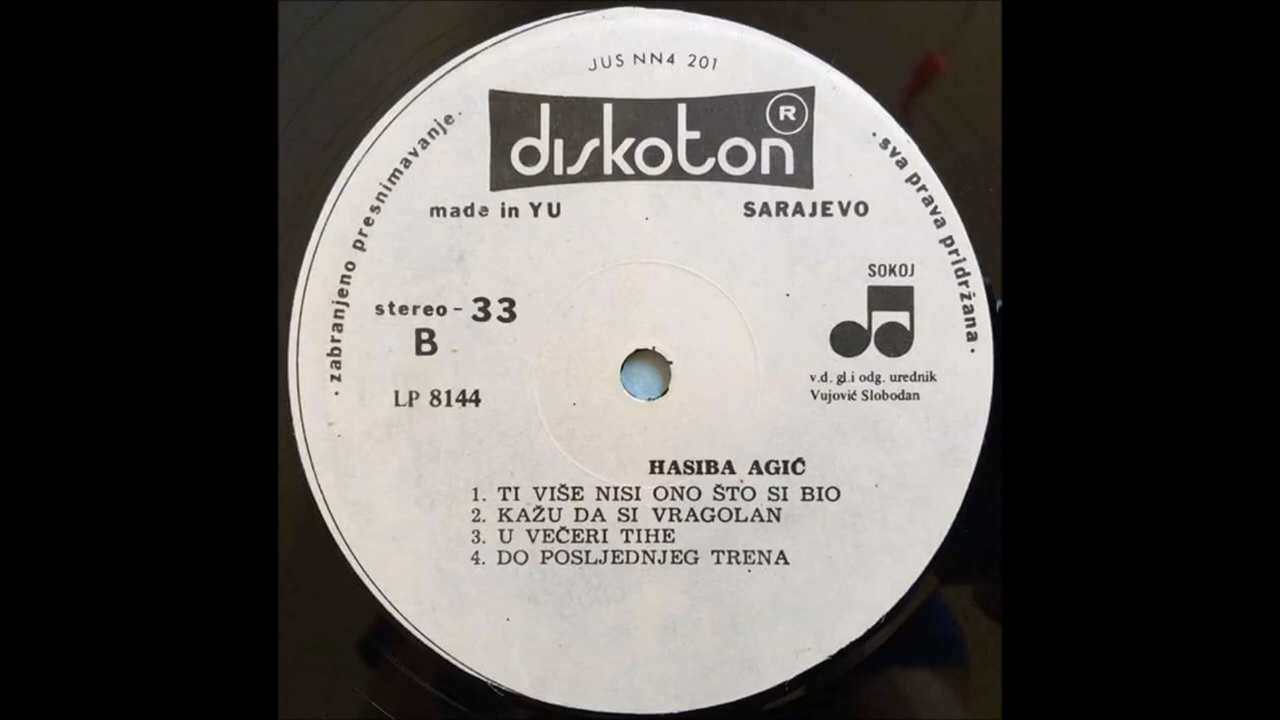 JUS NN4 201
diskoton R
· zabranjeno presnimavanje ·
· sva prava pridržana ·
made in YU
SARAJEVO
SOKOJ
stereo - 33
B
LP 8144
v.d. gl.i odg. urednik
Vujović Slobodan
HASIBA AGIĆ
1. TI VIŠE NISI ONO ŠTO SI BIO
2. KAŽU DA SI VRAGOLAN
3. U VEČERI TIHE
4. DO POSLJEDNJEG TRENA